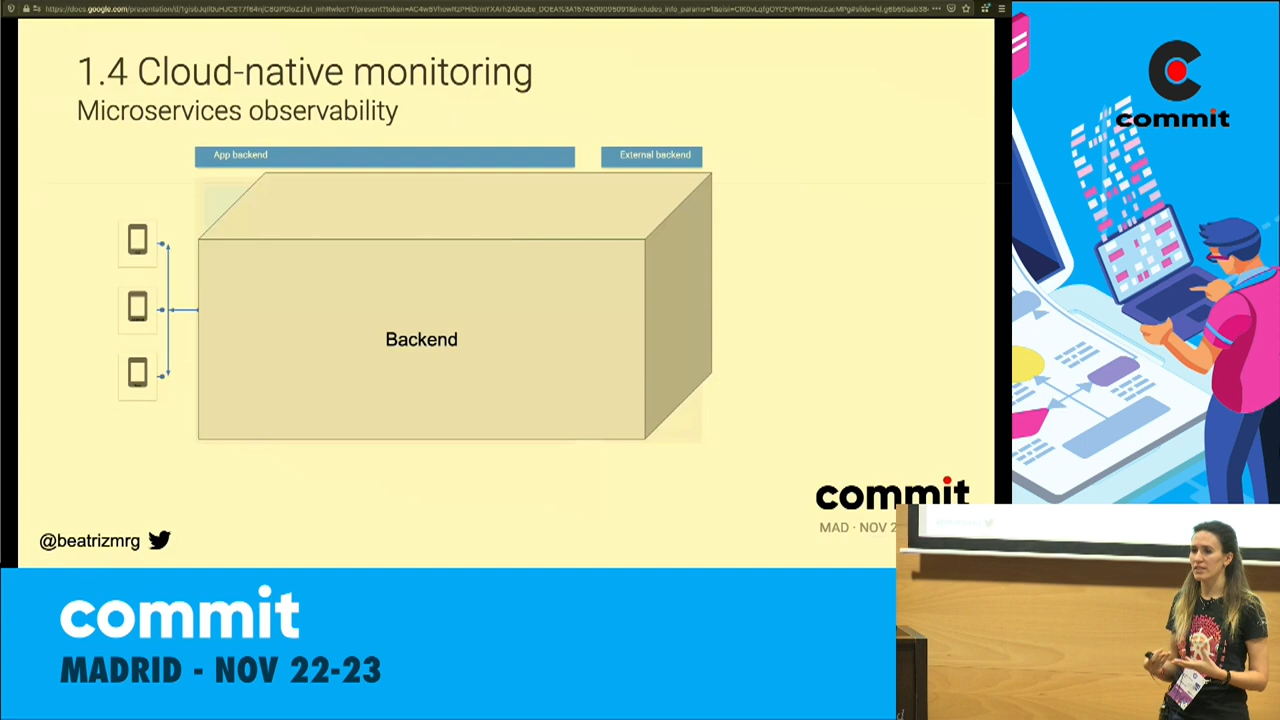 1.4 Cloud-native monitoring
Microservices observability
App backend
External backend
Backend
commit
MAD · NOV 2
@beatrizmrg
commit
commit
MADRID - NOV 22-23